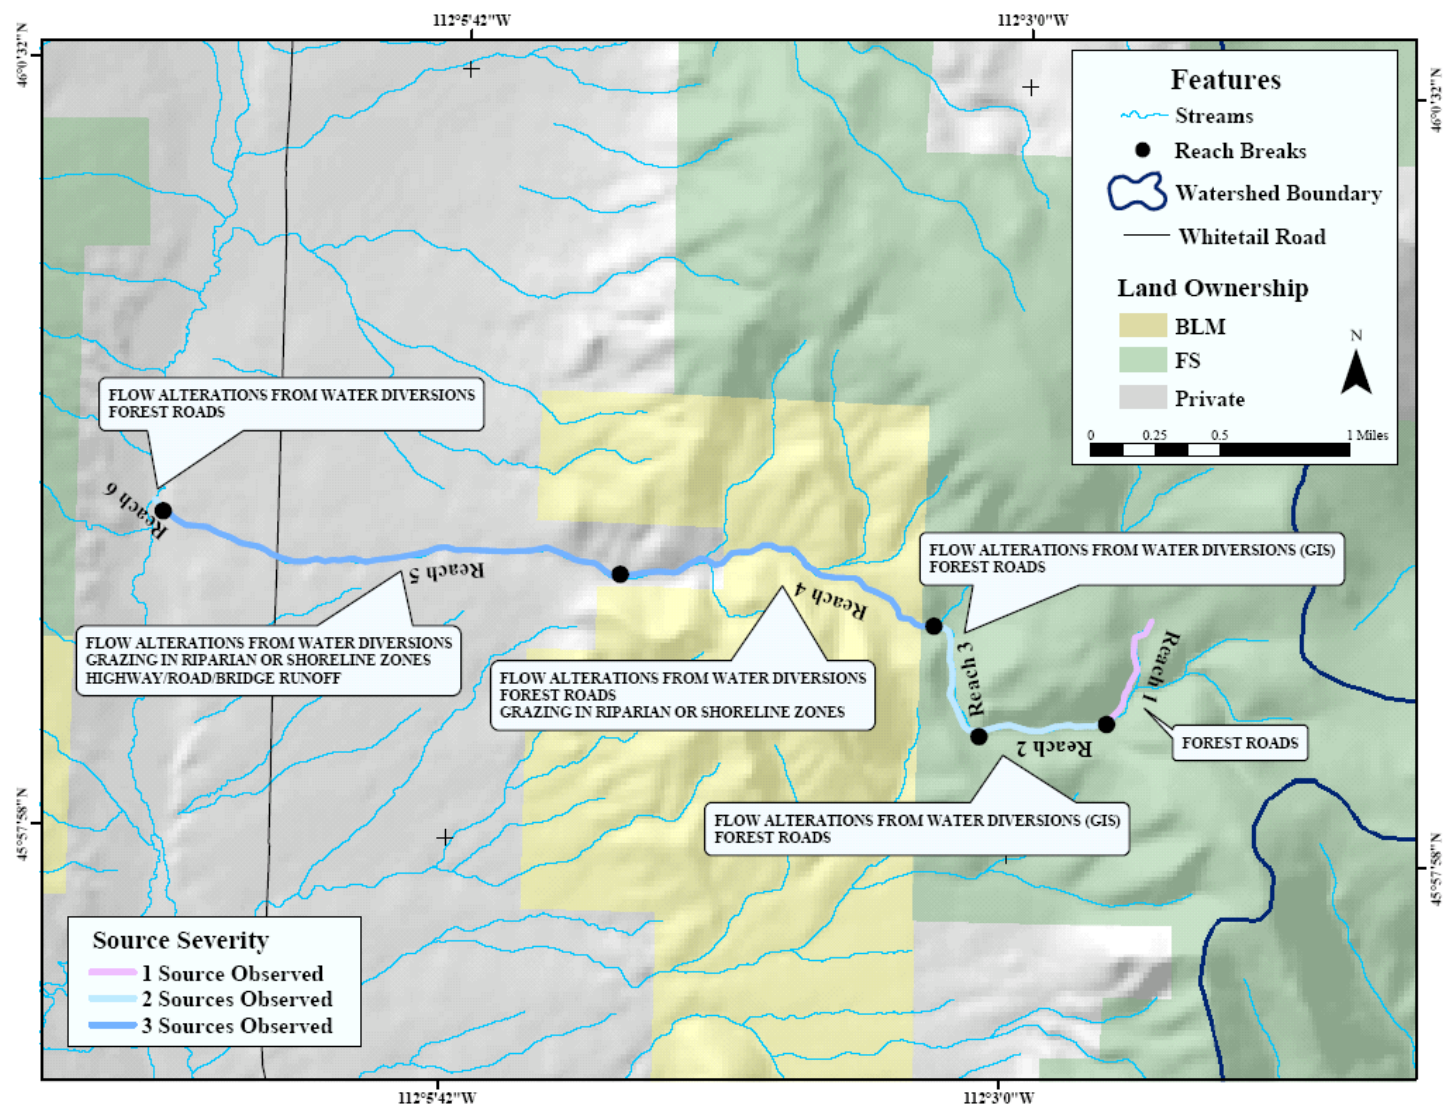 112°5'42"W
112°3'0"W
46°0'32"N
46°0'32"N
Features
Streams
Reach Breaks
Watershed Boundary
Whitetail Road
Land Ownership
BLM
FS
Private
N
0
0.25
0.5
1 Miles
FLOW ALTERATIONS FROM WATER DIVERSIONS
FOREST ROADS
Reach 6
FLOW ALTERATIONS FROM WATER DIVERSIONS (GIS)
FOREST ROADS
Reach 5
Reach 4
FLOW ALTERATIONS FROM WATER DIVERSIONS
GRAZING IN RIPARIAN OR SHORELINE ZONES
HIGHWAY/ROAD/BRIDGE RUNOFF
Reach 3
Reach 1
FLOW ALTERATIONS FROM WATER DIVERSIONS
FOREST ROADS
GRAZING IN RIPARIAN OR SHORELINE ZONES
Reach 2
FOREST ROADS
FLOW ALTERATIONS FROM WATER DIVERSIONS (GIS)
FOREST ROADS
45°57'58"N
45°57'58"N
Source Severity
1 Source Observed
2 Sources Observed
3 Sources Observed
112°5'42"W
112°3'0"W